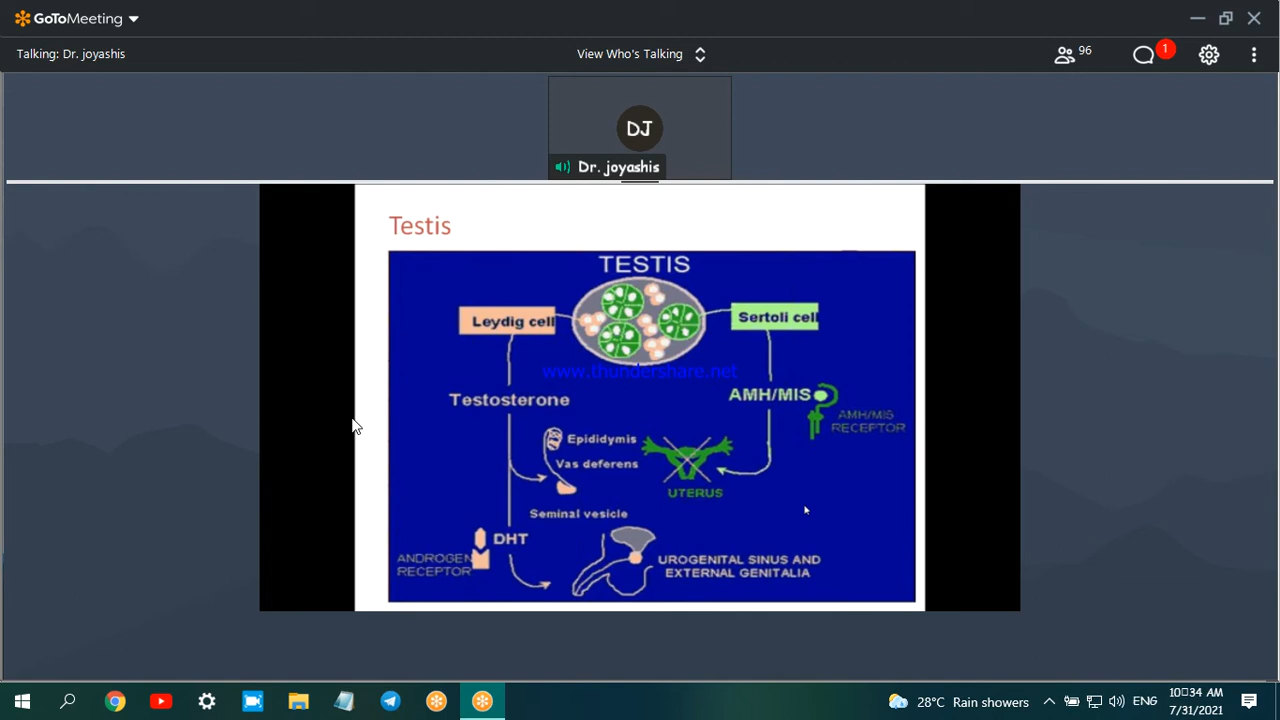 GoToMeeting
Talking: Dr. joyashis
View Who's Talking
96
1
DJ
Dr. joyashis
Testis
TESTIS
Leydig cell
Sertoli cell
www.thundershare.net
Testosterone
AMH/MIS
AMH/MIS
RECEPTOR
Epididymis
Vas deferens
UTERUS
Seminal vesicle
DHT
ANDROGEN
RECEPTOR
UROGENITAL SINUS AND
EXTERNAL GENITALIA
28°C Rain showers
ENG
10:34 AM
7/31/2021